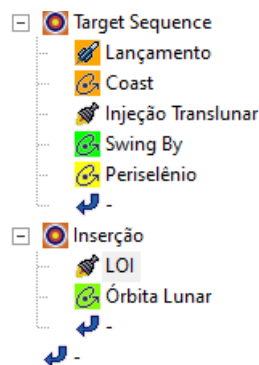 Target Sequence
Lançamento
Coast
Injeção Translunar
Swing By
Periselênio
-
Inserção
LOI
Órbita Lunar
-
-